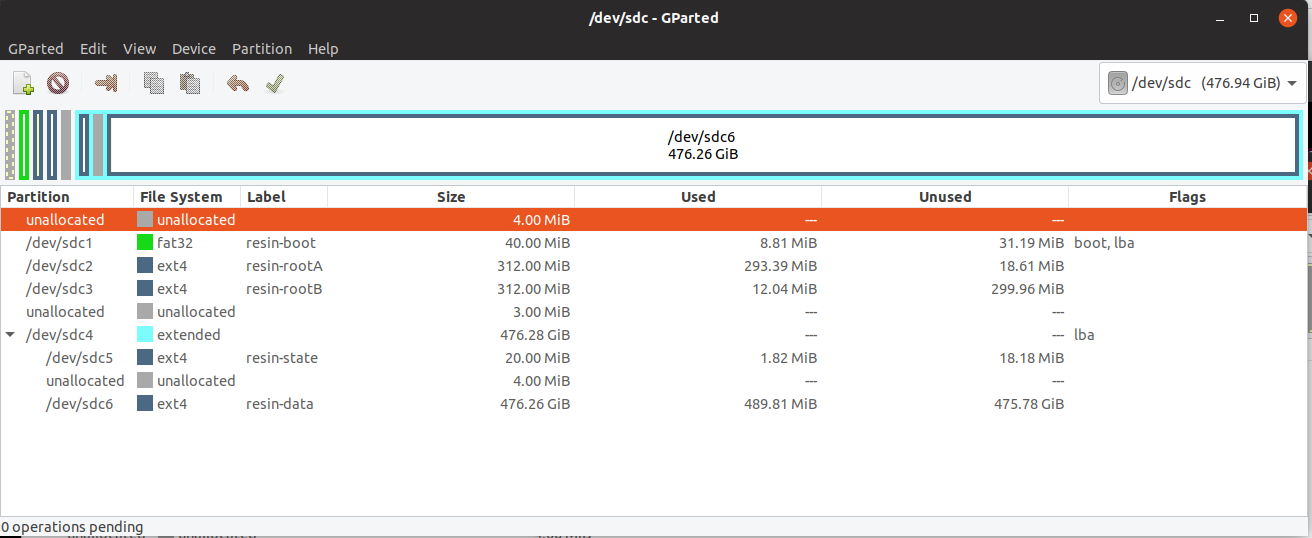 /dev/sdc - GParted
GParted Edit View Device Partition Help
/dev/sdc (476.94 GiB)
/dev/sdc6
476.26 GiB
Partition File System Label Size Used Unused Flags
unallocated unallocated 4.00 MiB --- ---
/dev/sdc1 fat32 resin-boot 40.00 MiB 8.81 MiB 31.19 MiB boot, lba
/dev/sdc2 ext4 resin-rootA 312.00 MiB 293.39 MiB 18.61 MiB
/dev/sdc3 ext4 resin-rootB 312.00 MiB 12.04 MiB 299.96 MiB
unallocated unallocated 3.00 MiB --- ---
/dev/sdc4 extended 476.28 GiB --- --- lba
/dev/sdc5 ext4 resin-state 20.00 MiB 1.82 MiB 18.18 MiB
unallocated unallocated 4.00 MiB --- ---
/dev/sdc6 ext4 resin-data 476.26 GiB 489.81 MiB 475.78 GiB
0 operations pending